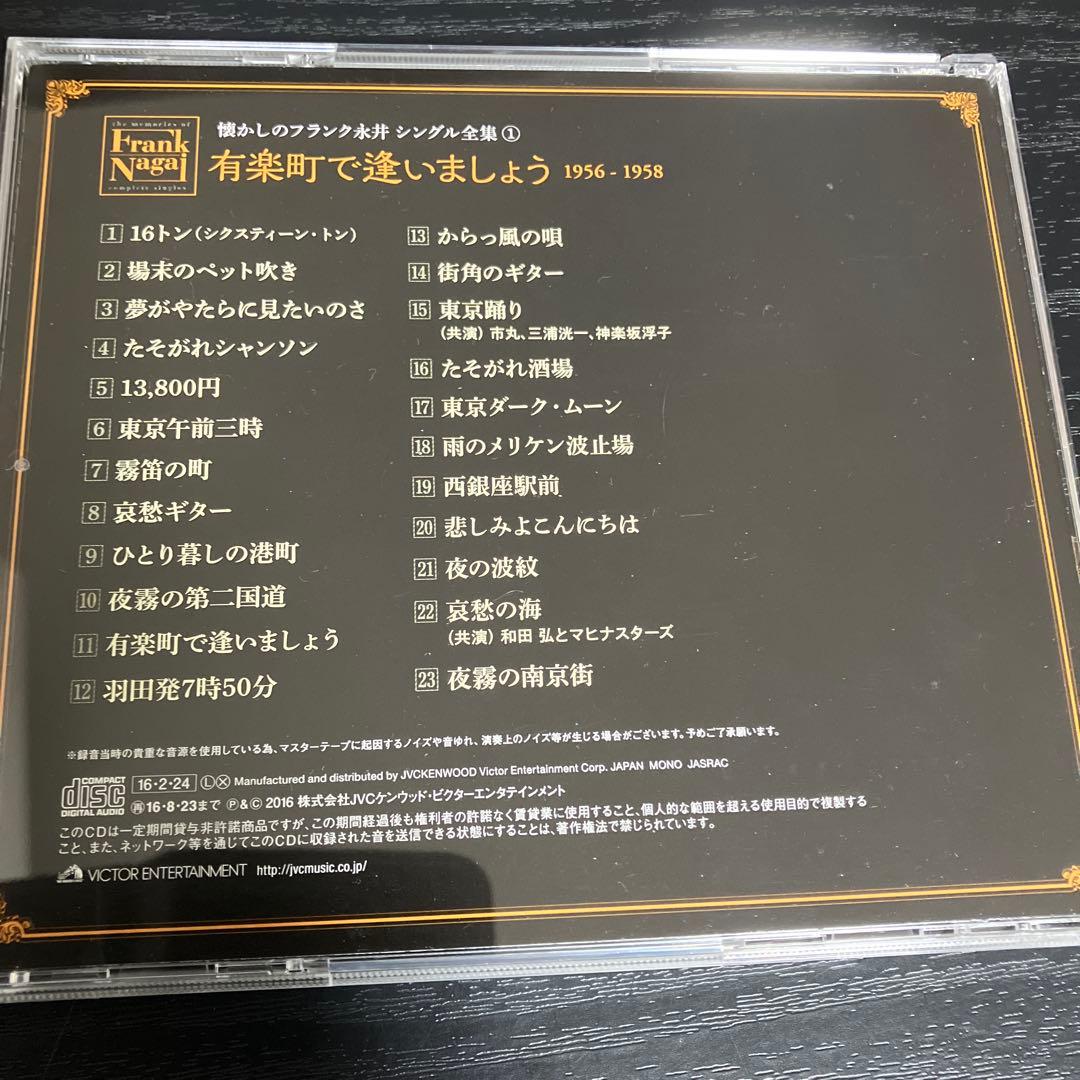 the memories of
Frank
Nagai
complete singles
懐かしのフランク永井 シングル全集①
有楽町で逢いましょう 1956 - 1958
1 16トン(シクスティーン・トン)
2 場末のペット吹き
3 夢がやたらに見たいのさ
4 たそがれシャンソン
5 13,800円
6 東京午前三時
7 霧笛の町
8 哀愁ギター
9 ひとり暮しの港町
10 夜霧の第二国道
11 有楽町で逢いましょう
12 羽田発7時50分
13 からっ風の唄
14 街角のギター
15 東京踊り
(共演) 市丸、三浦洸一、神楽坂浮子
16 たそがれ酒場
17 東京ダーク・ムーン
18 雨のメリケン波止場
19 西銀座駅前
20 悲しみよこんにちは
21 夜の波紋
22 哀愁の海
(共演) 和田 弘とマヒナスターズ
23 夜霧の南京街
※録音当時の貴重な音源を使用している為、マスターテープに起因するノイズや音ゆれ、演奏上のノイズ等が生じる場合がございます。予めご了承願います。
COMPACT
disc
DIGITAL AUDIO
16・2・24 Ⓛ Ⓧ Manufactured and distributed by JVCKENWOOD Victor Entertainment Corp. JAPAN MONO JASRAC
再16・8・23まで Ⓟ&© 2016 株式会社JVCケンウッド・ビクターエンタテインメント
このCDは一定期間貸与非許諾商品ですが、この期間経過後も権利者の許諾なく賃貸業に使用すること、個人的な範囲を超える使用目的で複製する
こと、また、ネットワーク等を通じてこのCDに収録された音を送信できる状態にすることは、著作権法で禁じられています。
VICTOR ENTERTAINMENT http://jvcmusic.co.jp/